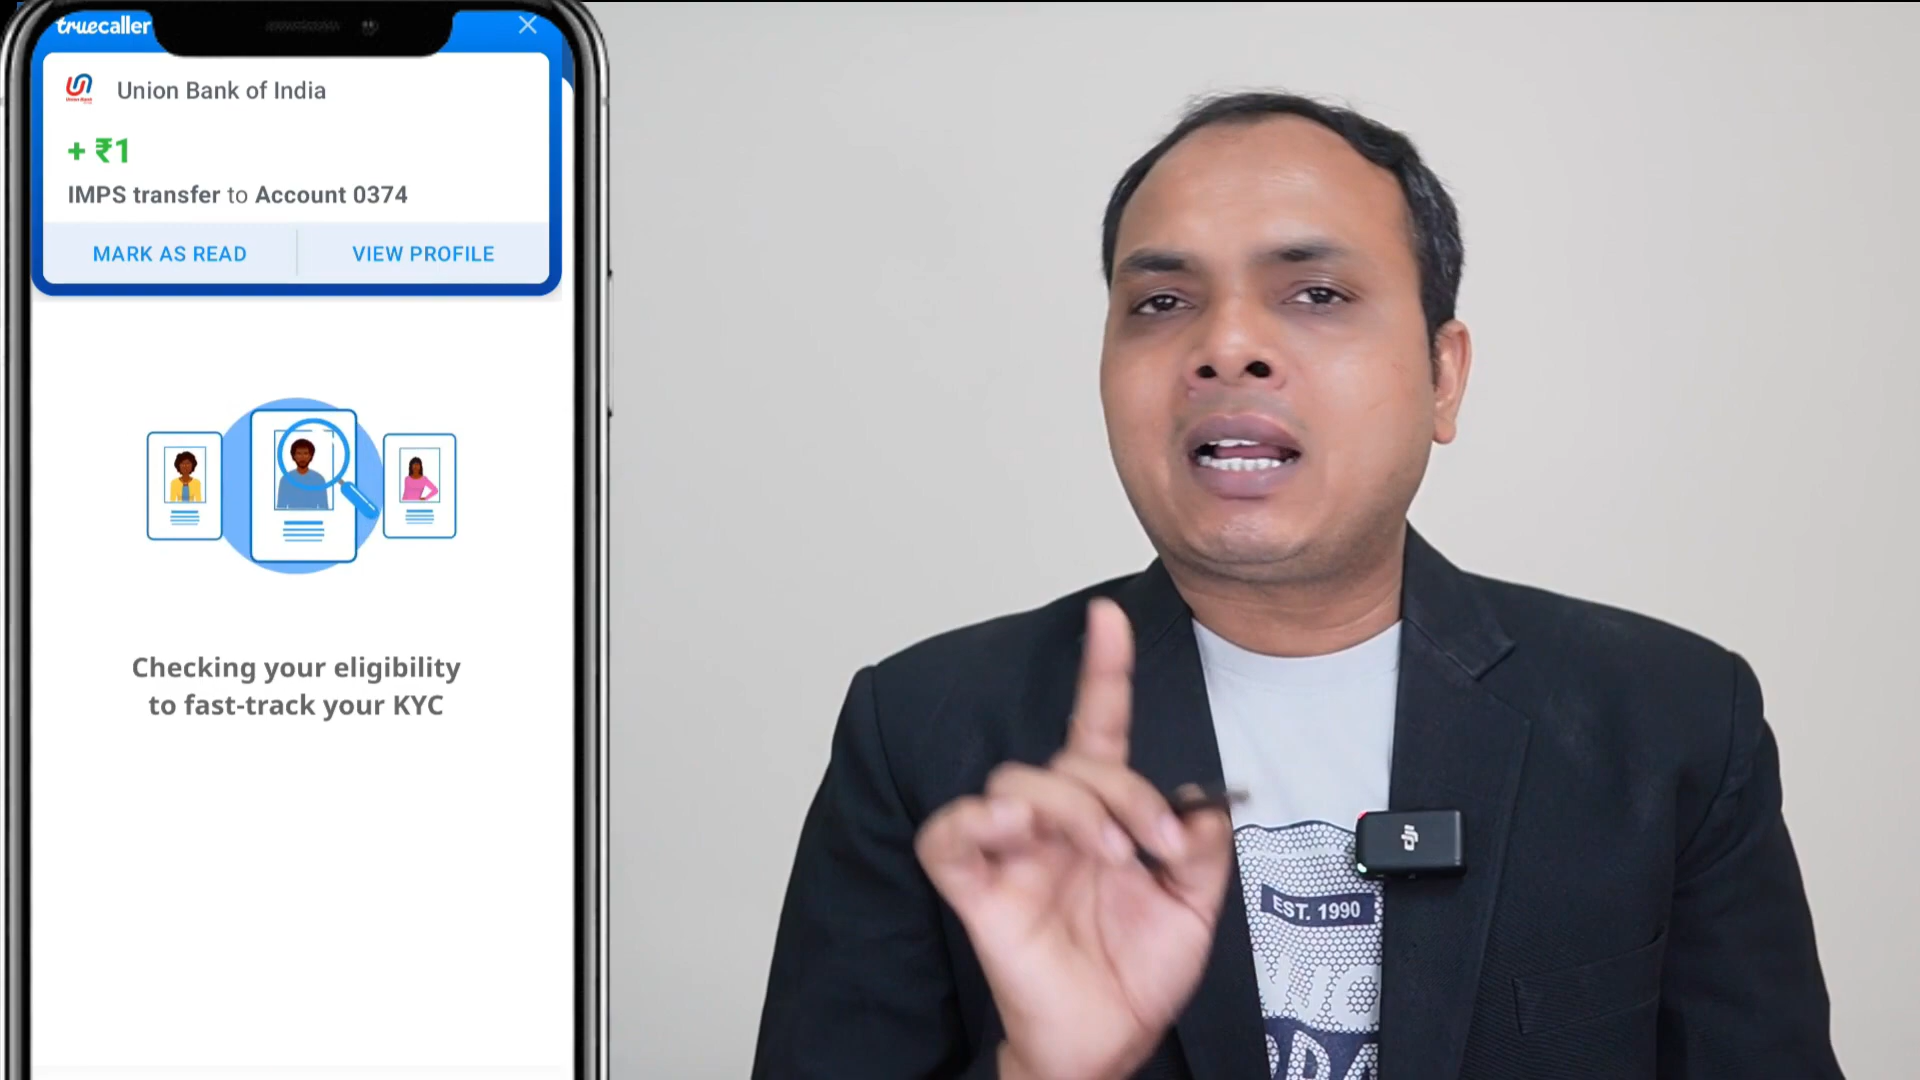 truecaller
Union Bank of India
+ ₹1
IMPS transfer to Account 0374
MARK AS READ
VIEW PROFILE
Checking your eligibility
to fast-track your KYC
EST. 1990